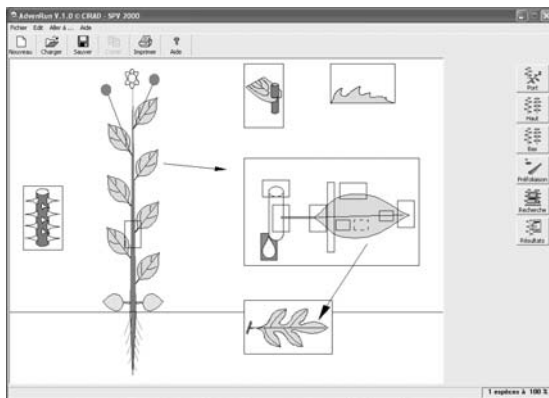 AdvenRun V.1.0 © CIRAD - SPV 2000
Fichier Edit Aller à ... Aide
Nouveau Charger Sauver Copier Imprimer Aide
Port
Haut
Bas
Préfoliaison
Recherche
Résultats
1 espèces à 100 %